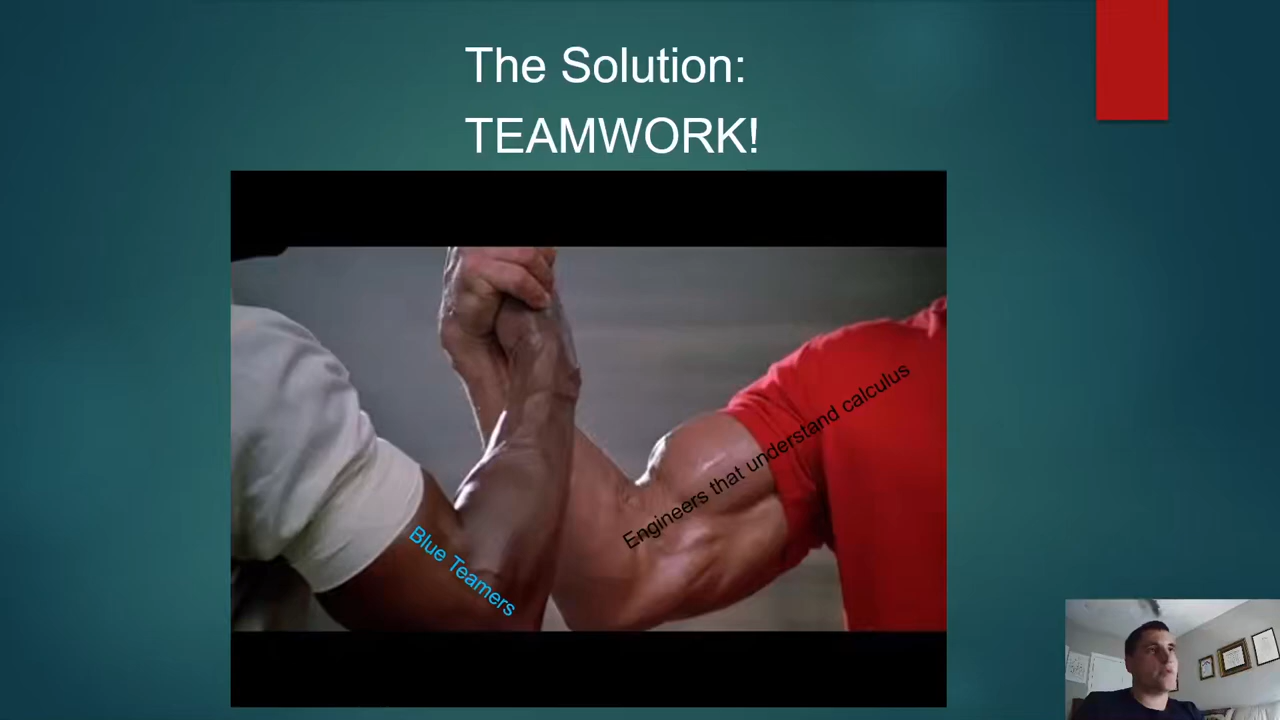 The Solution:
TEAMWORK!
Engineers that understand calculus
Blue Teamers